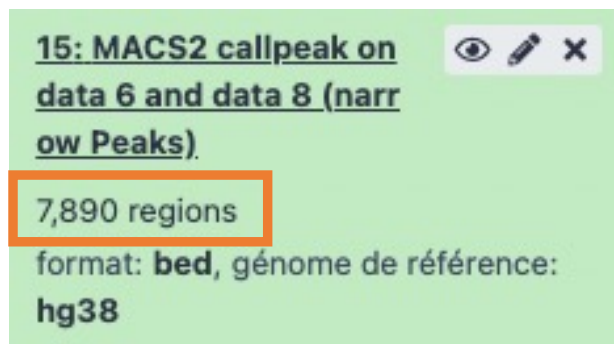 15: MACS2 callpeak on
data 6 and data 8 (narr
ow Peaks)
7,890 regions
format: bed, génome de référence:
hg38